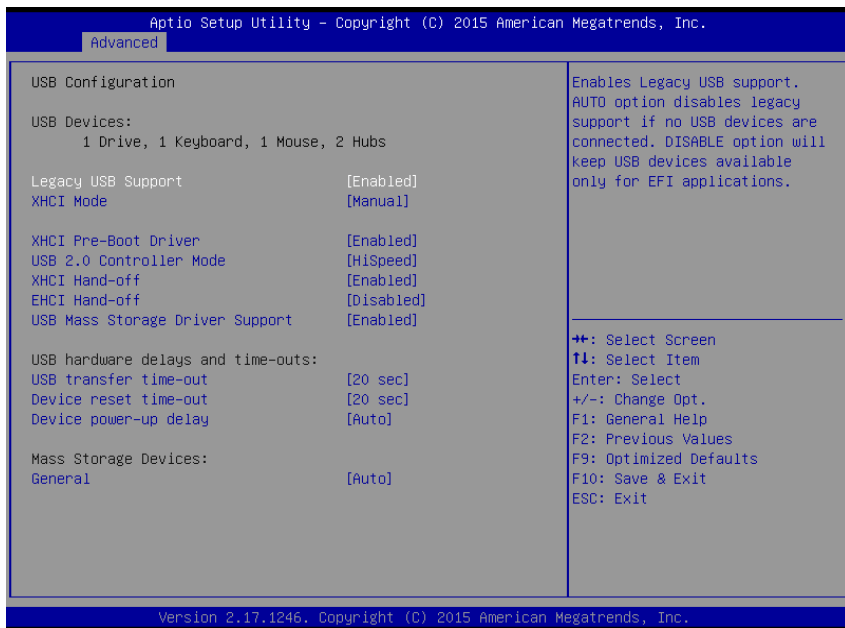 Aptio Setup Utility – Copyright (C) 2015 American Megatrends, Inc.
Advanced
USB Configuration
USB Devices:
1 Drive, 1 Keyboard, 1 Mouse, 2 Hubs
Legacy USB Support [Enabled]
XHCI Mode [Manual]
XHCI Pre-Boot Driver [Enabled]
USB 2.0 Controller Mode [HiSpeed]
XHCI Hand-off [Enabled]
EHCI Hand-off [Disabled]
USB Mass Storage Driver Support [Enabled]
USB hardware delays and time-outs:
USB transfer time-out [20 sec]
Device reset time-out [20 sec]
Device power-up delay [Auto]
Mass Storage Devices:
General [Auto]
Enables Legacy USB support.
AUTO option disables legacy
support if no USB devices are
connected. DISABLE option will
keep USB devices available
only for EFI applications.
→←: Select Screen
↑↓: Select Item
Enter: Select
+/-: Change Opt.
F1: General Help
F2: Previous Values
F9: Optimized Defaults
F10: Save & Exit
ESC: Exit
Version 2.17.1246. Copyright (C) 2015 American Megatrends, Inc.